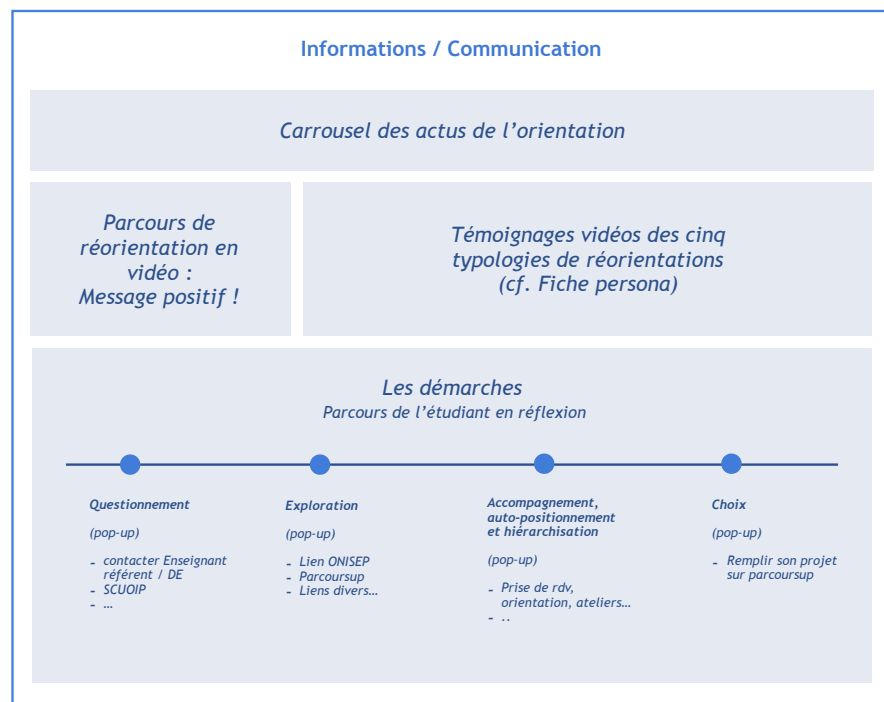 Informations / Communication
Carrousel des actus de l’orientation
Parcours de
réorientation en
vidéo :
Message positif !
Témoignages vidéos des cinq
typologies de réorientations
(cf. Fiche persona)
Les démarches
Parcours de l’étudiant en réflexion
Questionnement
(pop-up)
- contacter Enseignant
référent / DE
- SCUOIP
- …
Exploration
(pop-up)
- Lien ONISEP
- Parcoursup
- Liens divers…
Accompagnement,
auto-positionnement
et hiérarchisation
(pop-up)
- Prise de rdv,
orientation, ateliers…
- ..
Choix
(pop-up)
- Remplir son projet
sur parcoursup